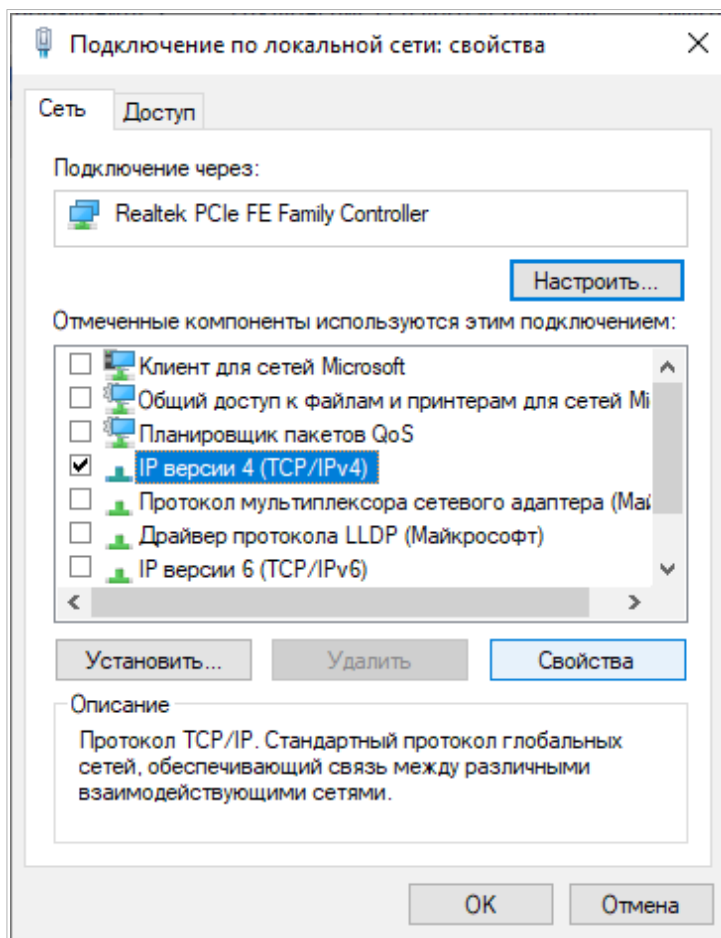 Подключение по локальной сети: свойства
Сеть
Доступ
Подключение через:
Realtek PCIe FE Family Controller
Настроить...
Отмеченные компоненты используются этим подключением:
Клиент для сетей Microsoft
Общий доступ к файлам и принтерам для сетей Mi
Планировщик пакетов QoS
IP версии 4 (TCP/IPv4)
Протокол мультиплексора сетевого адаптера (Май
Драйвер протокола LLDP (Майкрософт)
IP версии 6 (TCP/IPv6)
Установить...
Удалить
Свойства
Описание
Протокол TCP/IP. Стандартный протокол глобальных
сетей, обеспечивающий связь между различными
взаимодействующими сетями.
OK
Отмена